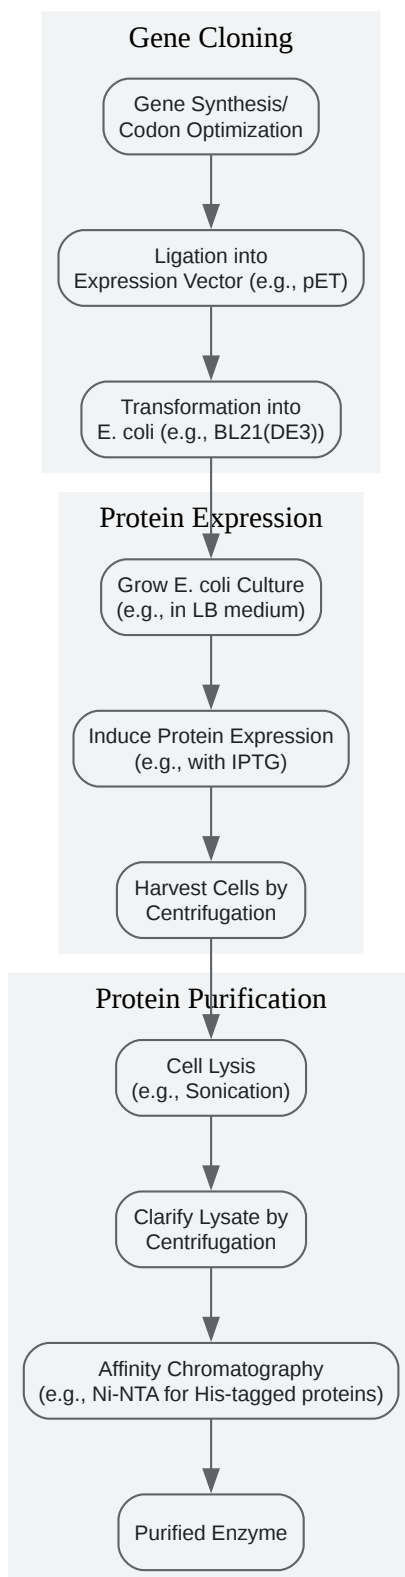 Gene Cloning
Gene Synthesis/
Codon Optimization
Ligation into
Expression Vector (e.g., pET)
Transformation into
E. coli (e.g., BL21(DE3))
Protein Expression
Grow E. coli Culture
(e.g., in LB medium)
Induce Protein Expression
(e.g., with IPTG)
Harvest Cells by
Centrifugation
Protein Purification
Cell Lysis
(e.g., Sonication)
Clarify Lysate by
Centrifugation
Affinity Chromatography
(e.g., Ni-NTA for His-tagged proteins)
Purified Enzyme